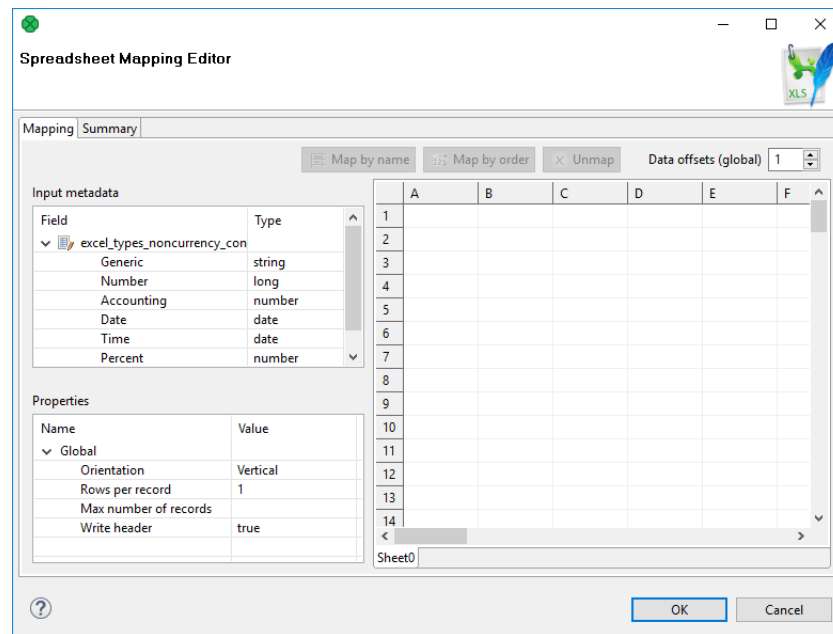 Spreadsheet Mapping Editor
XLS
Mapping Summary
Map by name Map by order Unmap Data offsets (global) 1
Input metadata
Field Type
excel_types_noncurrency_con
Generic string
Number long
Accounting number
Date date
Time date
Percent number
Properties
Name Value
Global
Orientation Vertical
Rows per record 1
Max number of records
Write header true
A B C D E F
1
2
3
4
5
6
7
8
9
10
11
12
13
14
Sheet0
?
OK Cancel